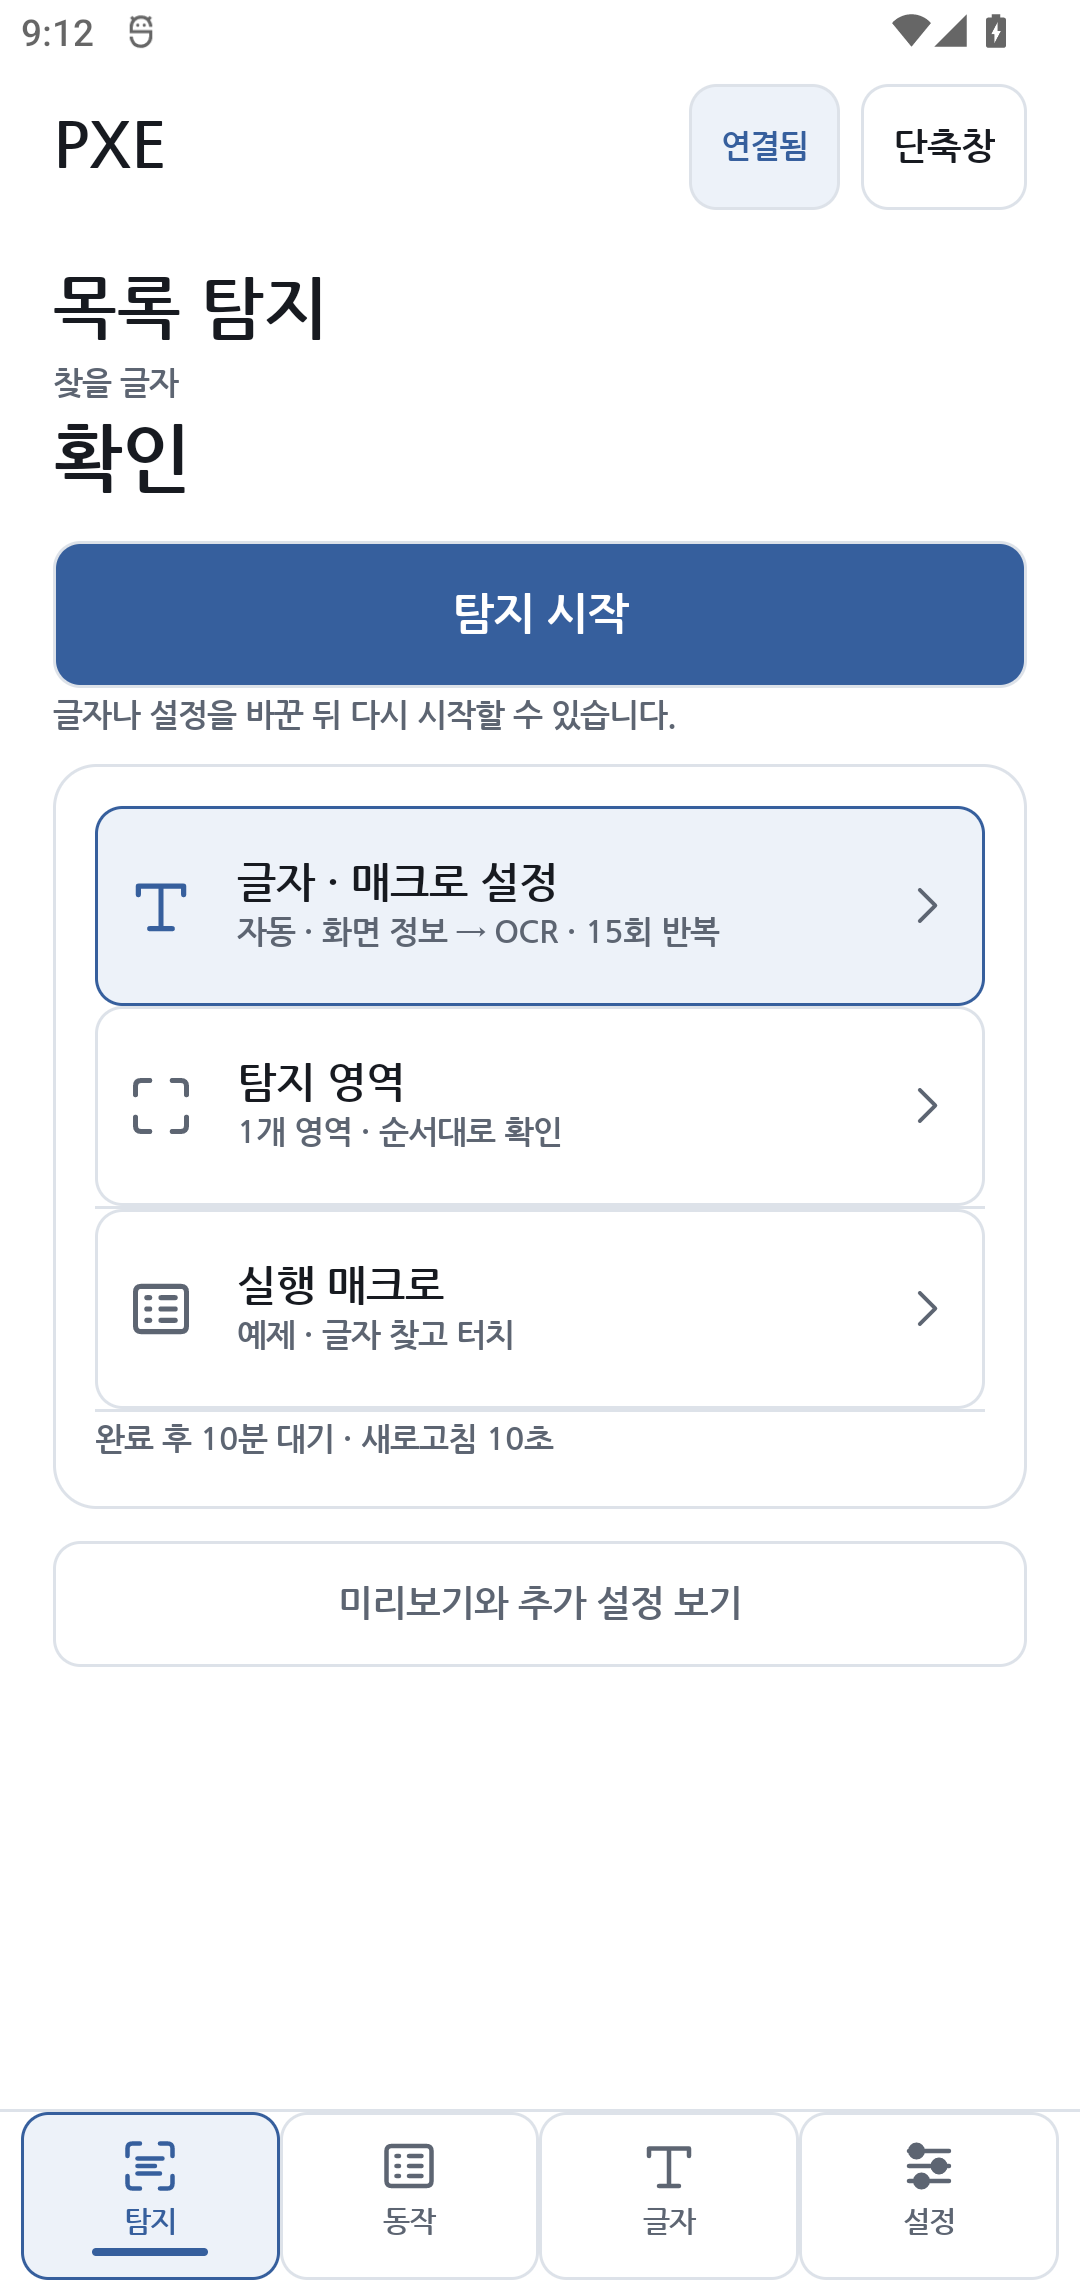 9:12
PXE
연결됨
단축창
목록 탐지
찾을 글자
확인
탐지 시작
글자나 설정을 바꾼 뒤 다시 시작할 수 있습니다.
글자 · 매크로 설정
자동 · 화면 정보 → OCR · 15회 반복
탐지 영역
1개 영역 · 순서대로 확인
실행 매크로
예제 · 글자 찾고 터치
완료 후 10분 대기 · 새로고침 10초
미리보기와 추가 설정 보기
탐지
동작
글자
설정